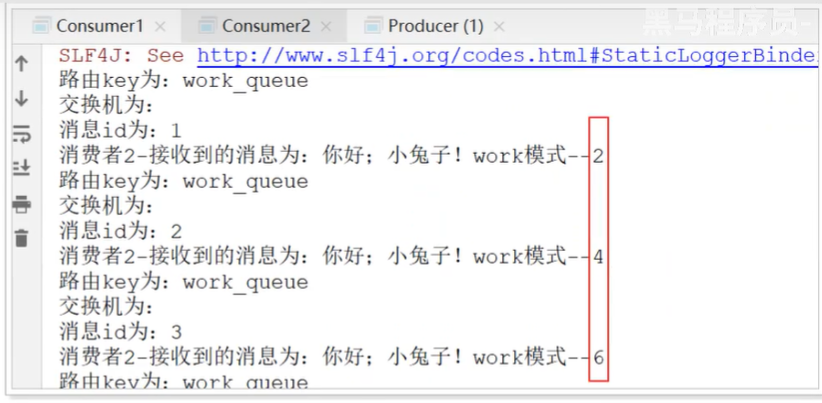 黑马程序员-
Consumer1 × Consumer2 × Producer (1) ×
SLF4J: See http://www.slf4j.org/codes.html#StaticLoggerBinde
路由key为：work_queue
交换机为：
消息id为：1
消费者2-接收到的消息为：你好；小兔子！work模式--2
路由key为：work_queue
交换机为：
消息id为：2
消费者2-接收到的消息为：你好；小兔子！work模式--4
路由key为：work_queue
交换机为：
消息id为：3
消费者2-接收到的消息为：你好；小兔子！work模式--6
路由key为：work_queue